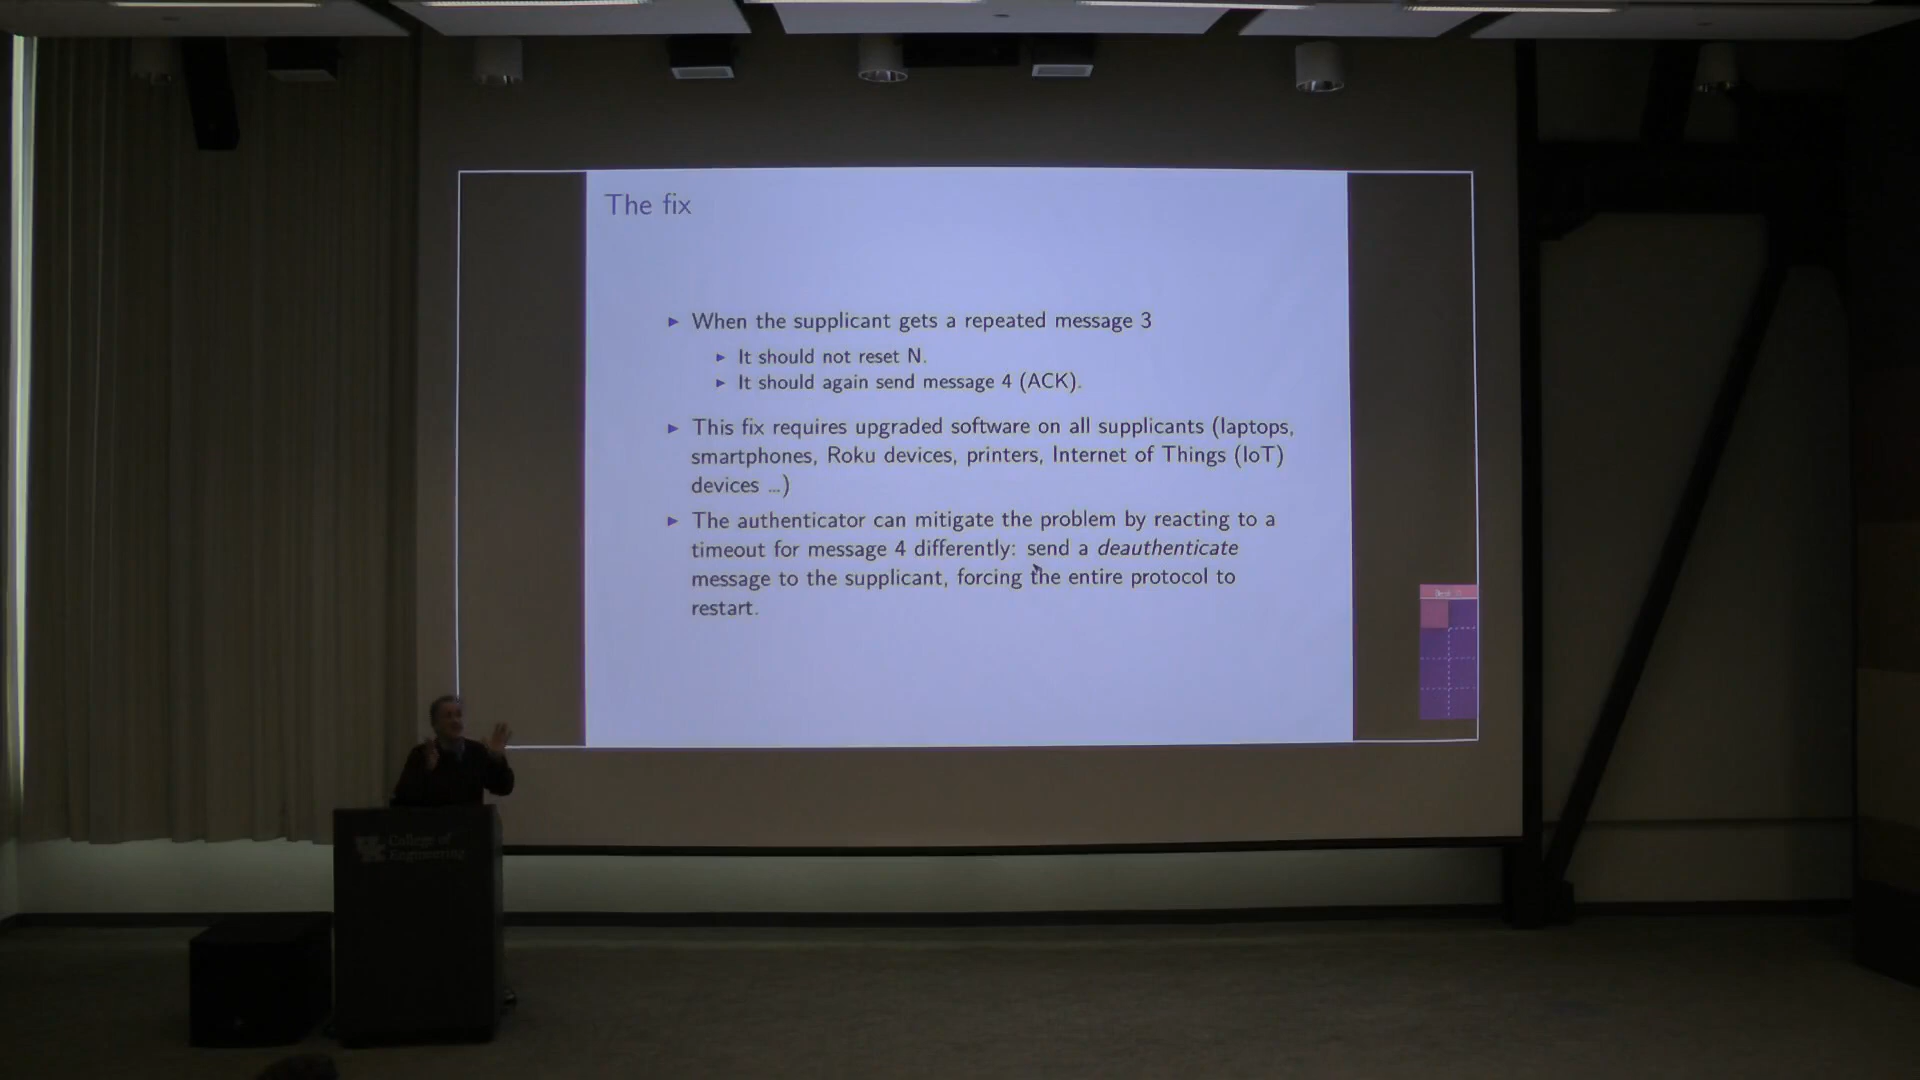 The fix
▸ When the supplicant gets a repeated message 3
▸ It should not reset N.
▸ It should again send message 4 (ACK).
▸ This fix requires upgraded software on all supplicants (laptops,
smartphones, Roku devices, printers, Internet of Things (IoT)
devices ...)
▸ The authenticator can mitigate the problem by reacting to a
timeout for message 4 differently: send a deauthenticate
message to the supplicant, forcing the entire protocol to
restart.
College of
Engineering